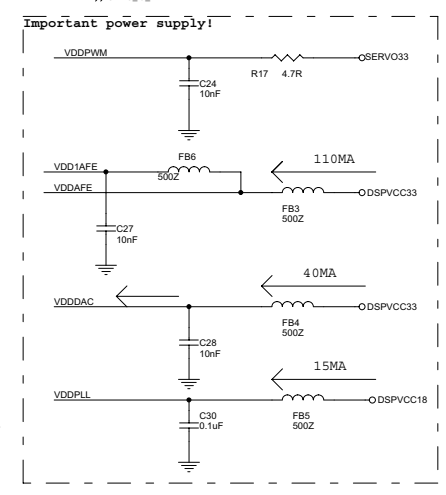 Important power supply!
VDDPWM
SERVO33
R17 4.7R
C24
10nF
FB6
110MA
VDD1AFE
500Z
VDDAFE
DSPVCC33
FB3
500Z
C27
10nF
40MA
VDDDAC
DSPVCC33
FB4
500Z
C28
10nF
15MA
VDDPLL
DSPVCC18
C30
0.1uF
FB5
500Z